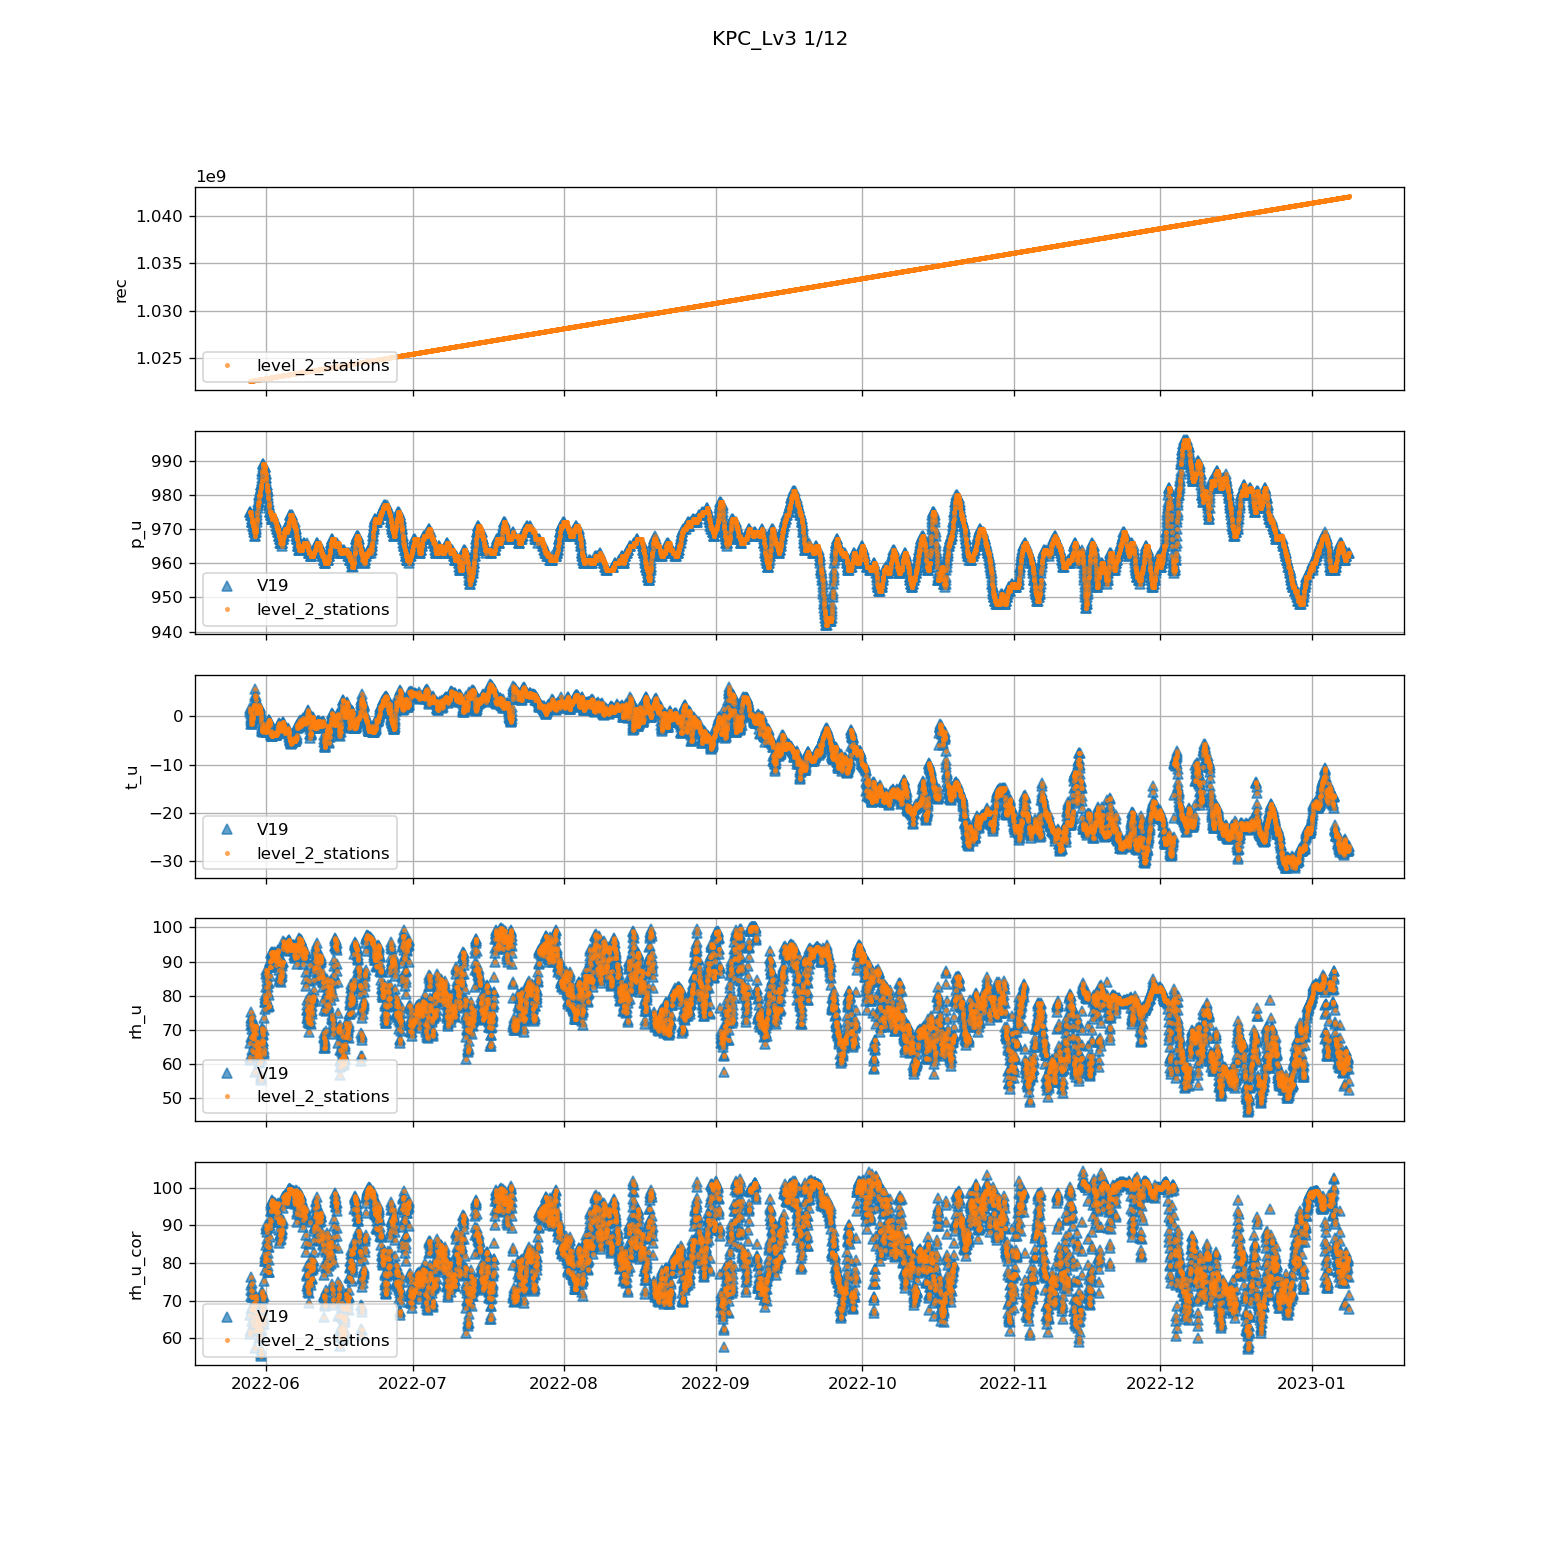 KPC_Lv3 1/12
1e9
1.040
1.035
1.030
1.025
rec
level_2_stations
990
980
970
960
950
940
p_u
V19
level_2_stations
0
−10
−20
−30
t_u
V19
level_2_stations
100
90
80
70
60
50
rh_u
V19
level_2_stations
100
90
80
70
60
rh_u_cor
V19
level_2_stations
2022-06 2022-07 2022-08 2022-09 2022-10 2022-11 2022-12 2023-01